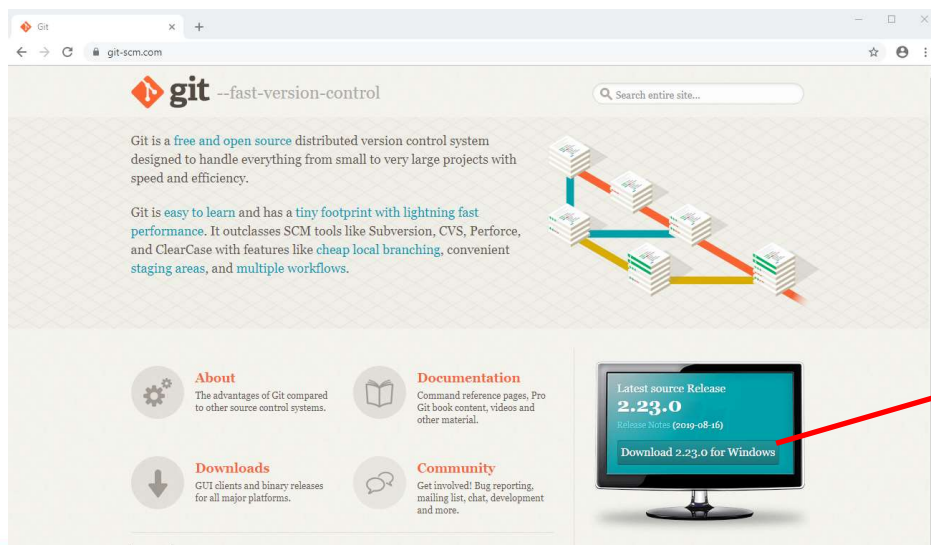 Git
git-scm.com
git --fast-version-control
Search entire site...
Git is a free and open source distributed version control system
designed to handle everything from small to very large projects with
speed and efficiency.
Git is easy to learn and has a tiny footprint with lightning fast
performance. It outclasses SCM tools like Subversion, CVS, Perforce,
and ClearCase with features like cheap local branching, convenient
staging areas, and multiple workflows.
About
The advantages of Git compared
to other source control systems.
Documentation
Command reference pages, Pro
Git book content, videos and
other material.
Downloads
GUI clients and binary releases
for all major platforms.
Community
Get involved! Bug reporting,
mailing list, chat, development
and more.
Latest source Release
2.23.0
Release Notes (2019-08-16)
Download 2.23.0 for Windows